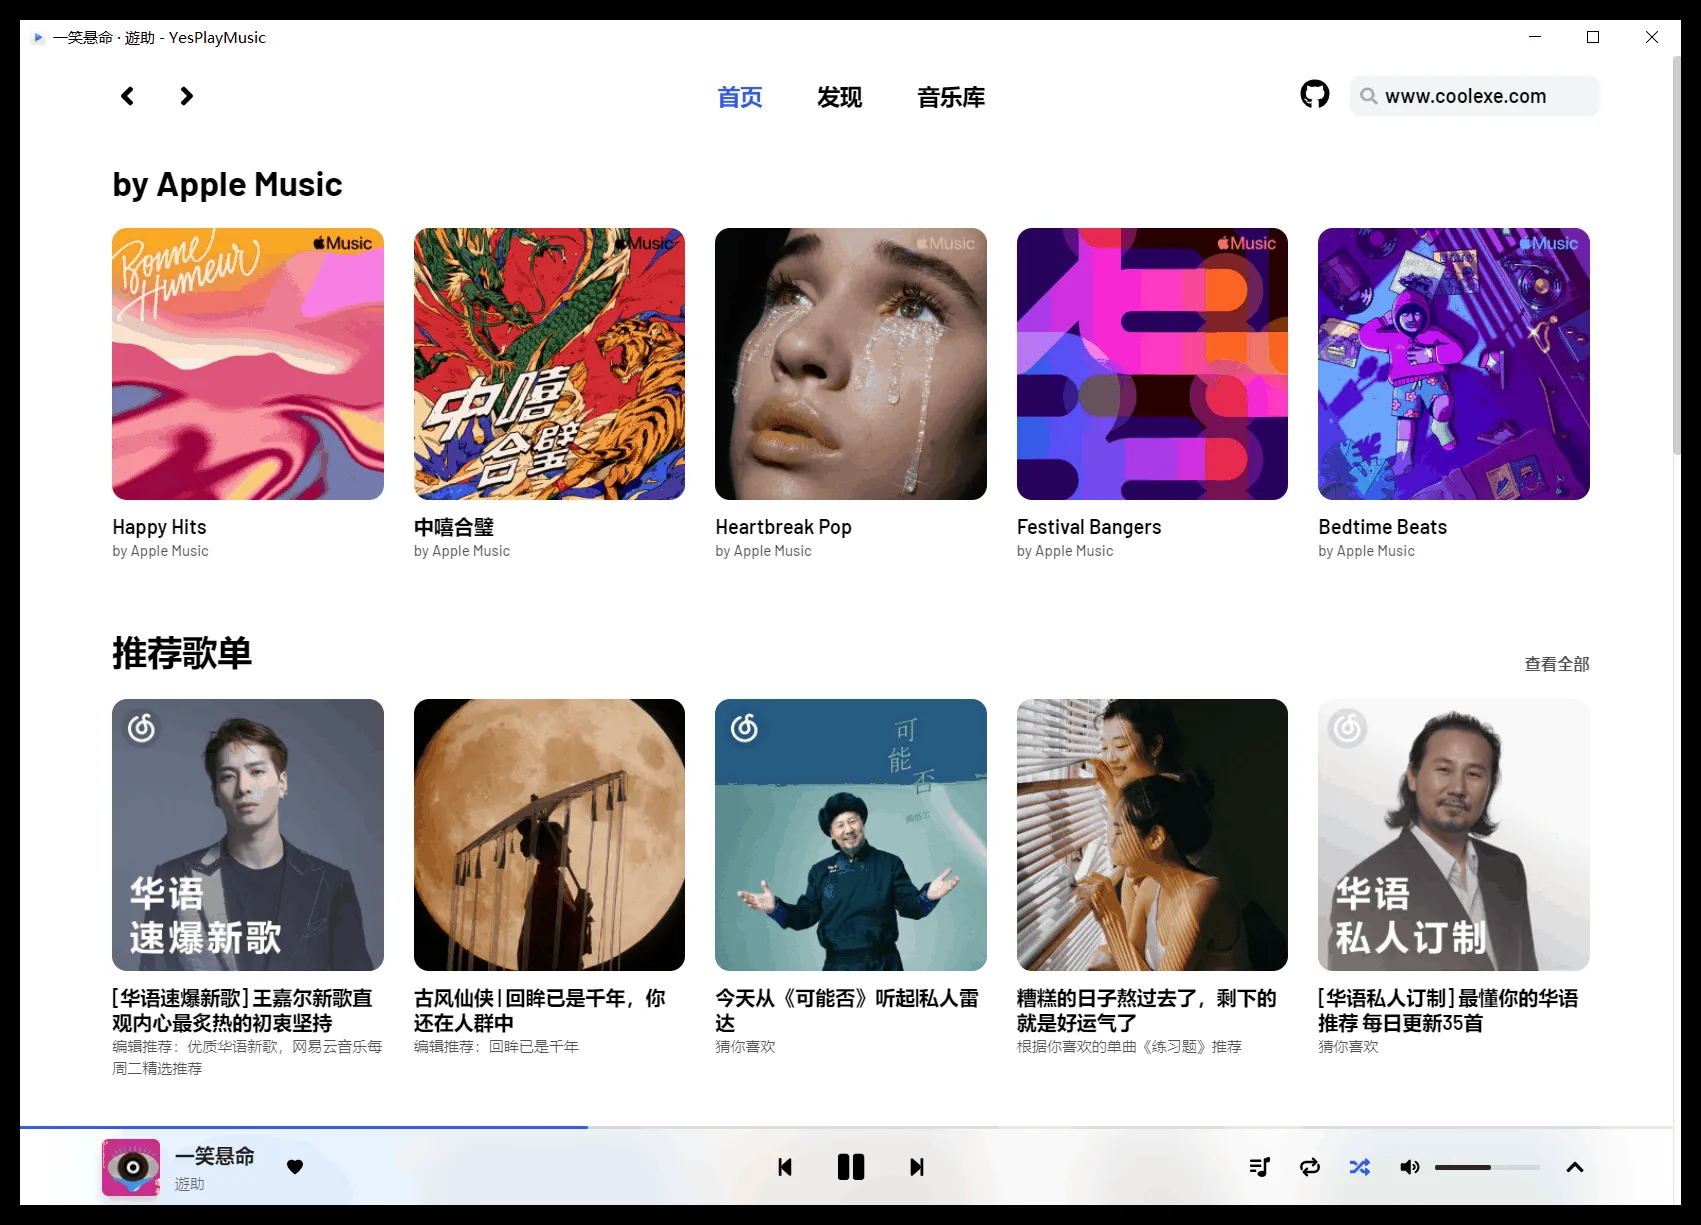 一笑悬命 · 遊助 - YesPlayMusic
首页 发现 音乐库
www.coolexe.com
by Apple Music
Bonne
Humeur
Music
Music
中嘻
合璧
Music
Music
Music
Happy Hits
by Apple Music
中嘻合璧
by Apple Music
Heartbreak Pop
by Apple Music
Festival Bangers
by Apple Music
Bedtime Beats
by Apple Music
推荐歌单
查看全部
华语
速爆新歌
可
能
否
华语
私人订制
[华语速爆新歌] 王嘉尔新歌直
观内心最炙热的初衷坚持
编辑推荐：优质华语新歌，网易云音乐每
周二精选推荐
古风仙侠 | 回眸已是千年，你
还在人群中
编辑推荐：回眸已是千年
今天从《可能否》听起|私人雷
达
猜你喜欢
糟糕的日子熬过去了，剩下的
就是好运气了
根据你喜欢的单曲《练习题》推荐
[华语私人订制] 最懂你的华语
推荐 每日更新35首
猜你喜欢
一笑悬命
遊助